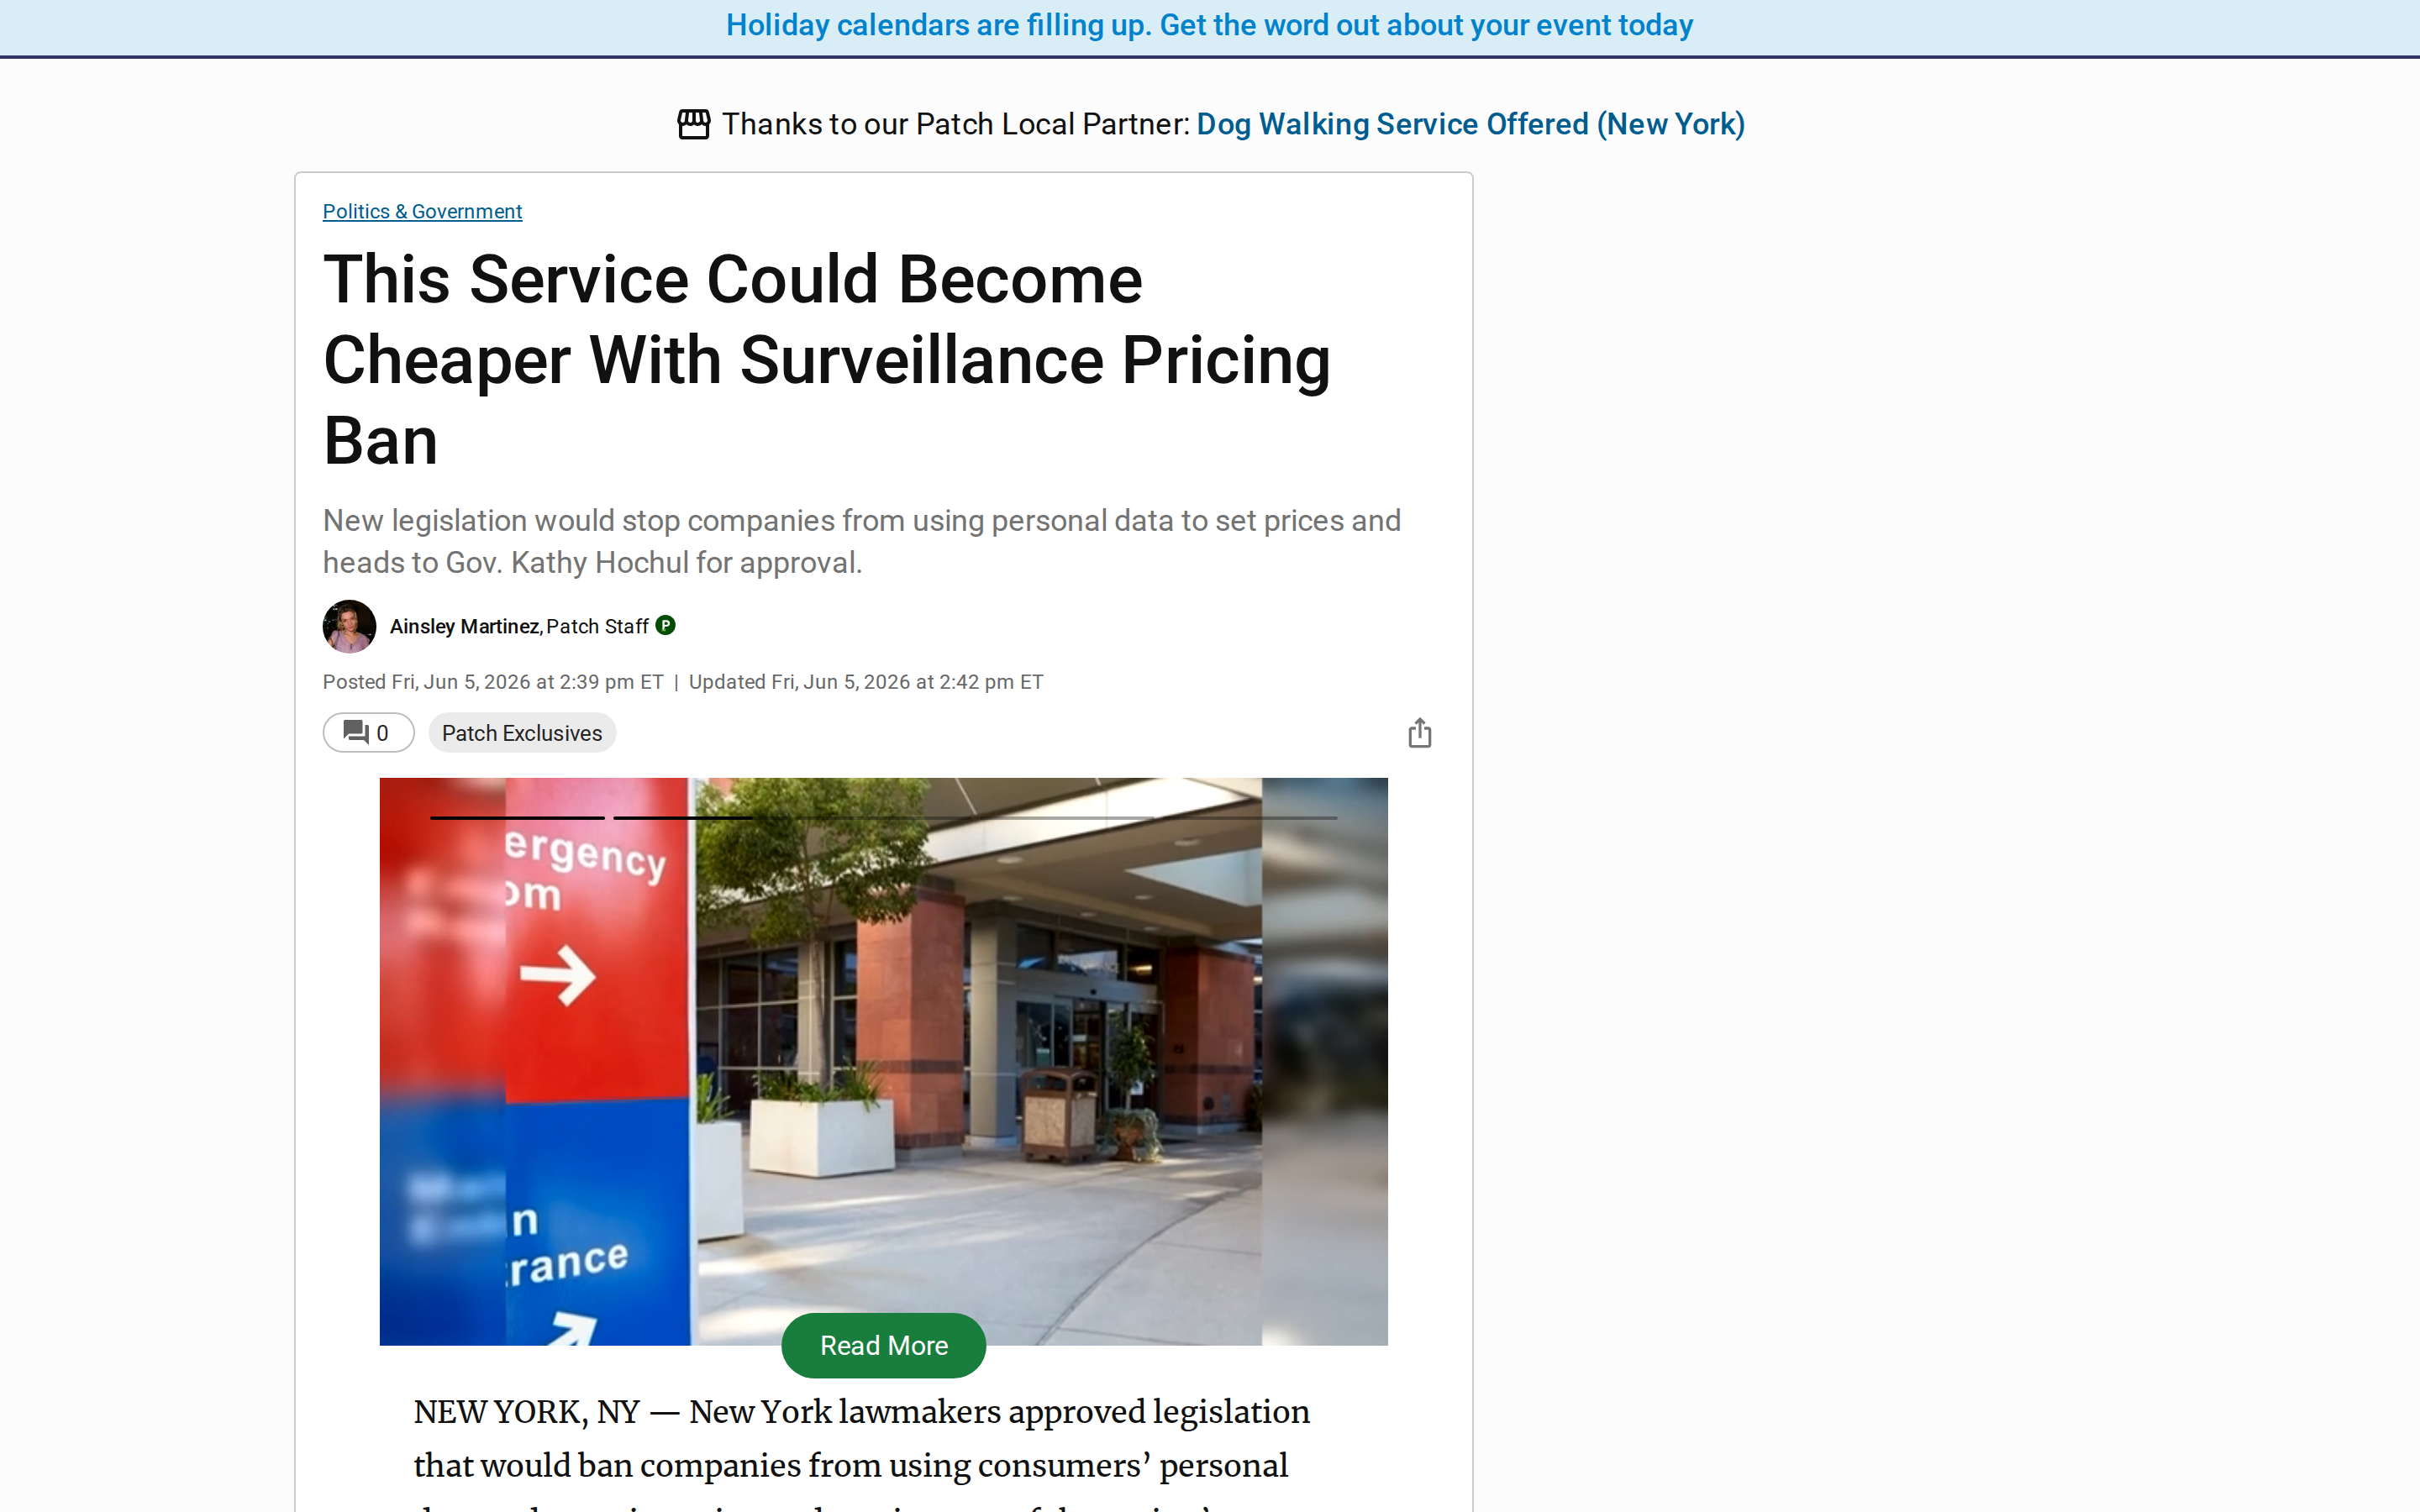 Holiday calendars are filling up. Get the word out about your event today
Thanks to our Patch Local Partner: Dog Walking Service Offered (New York)
Politics & Government
This Service Could Become
Cheaper With Surveillance Pricing
Ban
New legislation would stop companies from using personal data to set prices and
heads to Gov. Kathy Hochul for approval.
Ainsley Martinez, Patch Staff P
Posted Fri, Jun 5, 2026 at 2:39 pm ET | Updated Fri, Jun 5, 2026 at 2:42 pm ET
0 Patch Exclusives
ergency
om
n
rance
Read More
NEW YORK, NY — New York lawmakers approved legislation
that would ban companies from using consumers’ personal